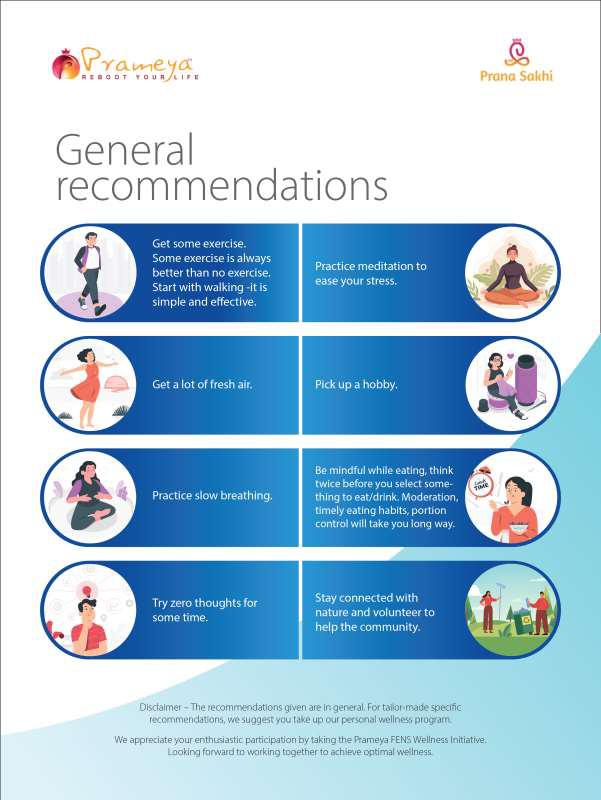 Prameya
REBOOT YOUR LIFE
Prana Sakhi
General
recommendations
Get some exercise.
Some exercise is always
better than no exercise.
Start with walking -it is
simple and effective.
Practice meditation to
ease your stress.
Get a lot of fresh air.
Pick up a hobby.
Practice slow breathing.
Be mindful while eating, think
twice before you select some-
thing to eat/drink. Moderation,
timely eating habits, portion
control will take you long way.
Lunch
TIME
Try zero thoughts for
some time.
Stay connected with
nature and volunteer to
help the community.
Disclaimer – The recommendations given are in general. For tailor-made specific
recommendations, we suggest you take up our personal wellness program.
We appreciate your enthusiastic participation by taking the Prameya FENS Wellness Initiative.
Looking forward to working together to achieve optimal wellness.